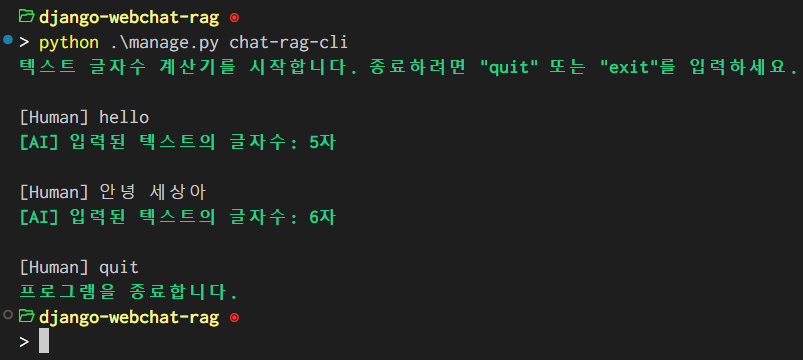 django-webchat-rag
> python .\manage.py chat-rag-cli
텍스트 글자수 계산기를 시작합니다. 종료하려면 "quit" 또는 "exit"를 입력하세요.
[Human] hello
[AI] 입력된 텍스트의 글자수: 5자
[Human] 안녕 세상아
[AI] 입력된 텍스트의 글자수: 6자
[Human] quit
프로그램을 종료합니다.
django-webchat-rag
>